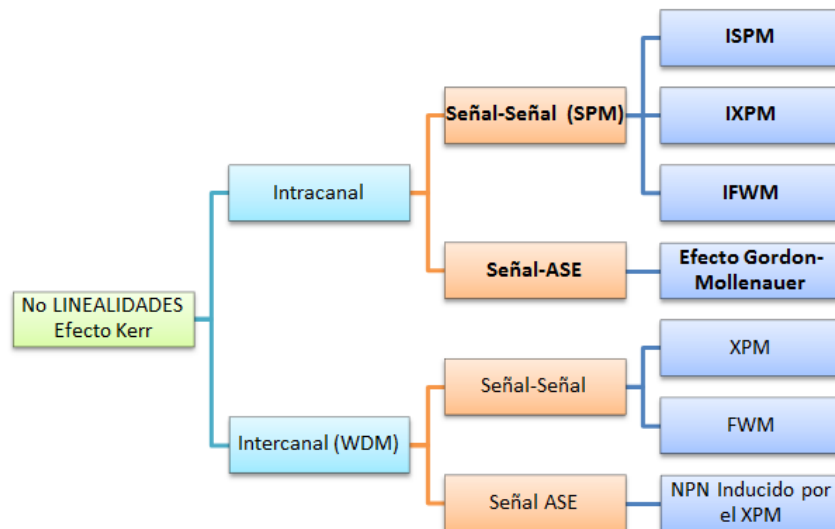 No LINEALIDADES
Efecto Kerr
Intracanal
Señal-Señal (SPM)
ISPM
IXPM
IFWM
Señal-ASE
Efecto Gordon-
Mollenauer
Intercanal (WDM)
Señal-Señal
XPM
FWM
Señal ASE
NPN Inducido por
el XPM